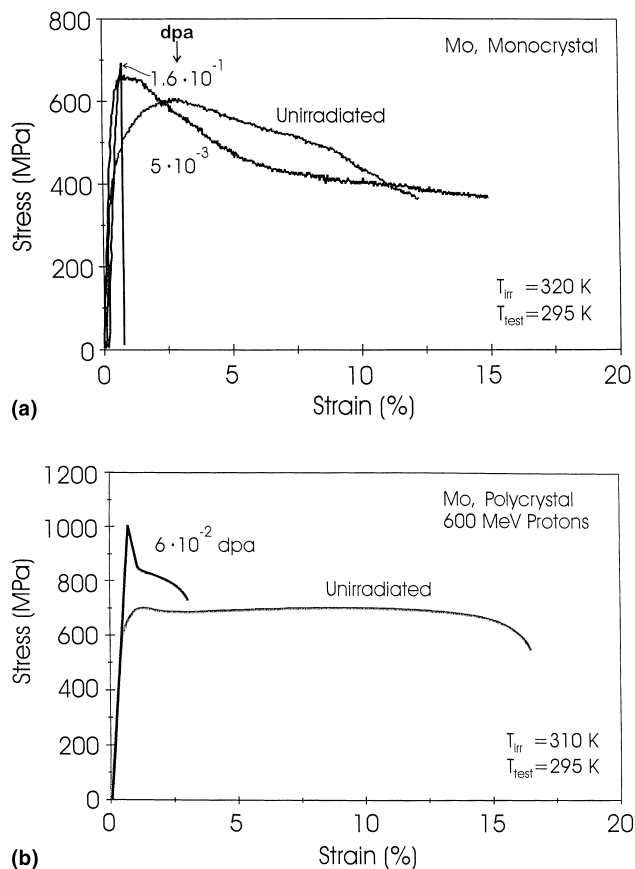 800
dpa
Mo, Monocrystal
1.6·10⁻¹
600
Unirradiated
5·10⁻³
400
200
T_irr =320 K
T_test=295 K
0
0 5 10 15 20
Stress (MPa)
Strain (%)
(a)
1200
Mo, Polycrystal
600 MeV Protons
1000
6·10⁻² dpa
800
Unirradiated
600
400
T_irr =310 K
200
T_test=295 K
0
0 5 10 15 20
Stress (MPa)
Strain (%)
(b)